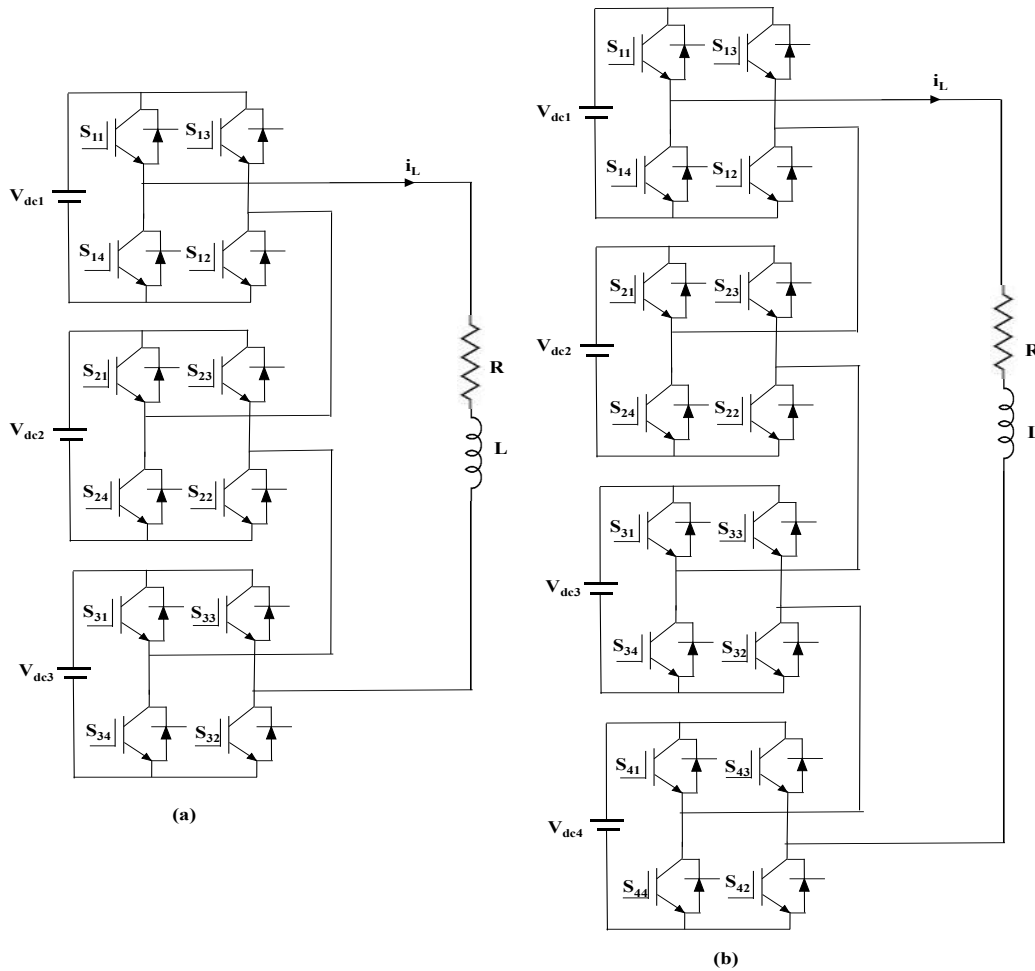 S11
S13
iL
Vdc1
S14
S12
S21
S23
R
Vdc2
L
S24
S22
S31
S33
Vdc3
S34
S32
(a)
S11
S13
iL
Vdc1
S14
S12
S21
S23
Vdc2
R
S24
S22
L
S31
S33
Vdc3
S34
S32
S41
S43
Vdc4
S44
S42
(b)